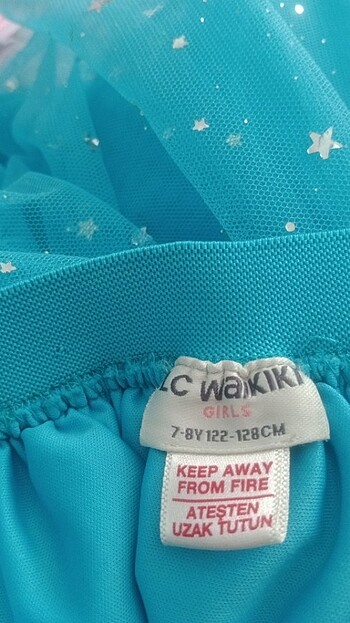 LC WAIKIKI
GIRLS
7-8Y 122-128CM
KEEP AWAY
FROM FIRE
ATEŞTEN
UZAK TUTUN